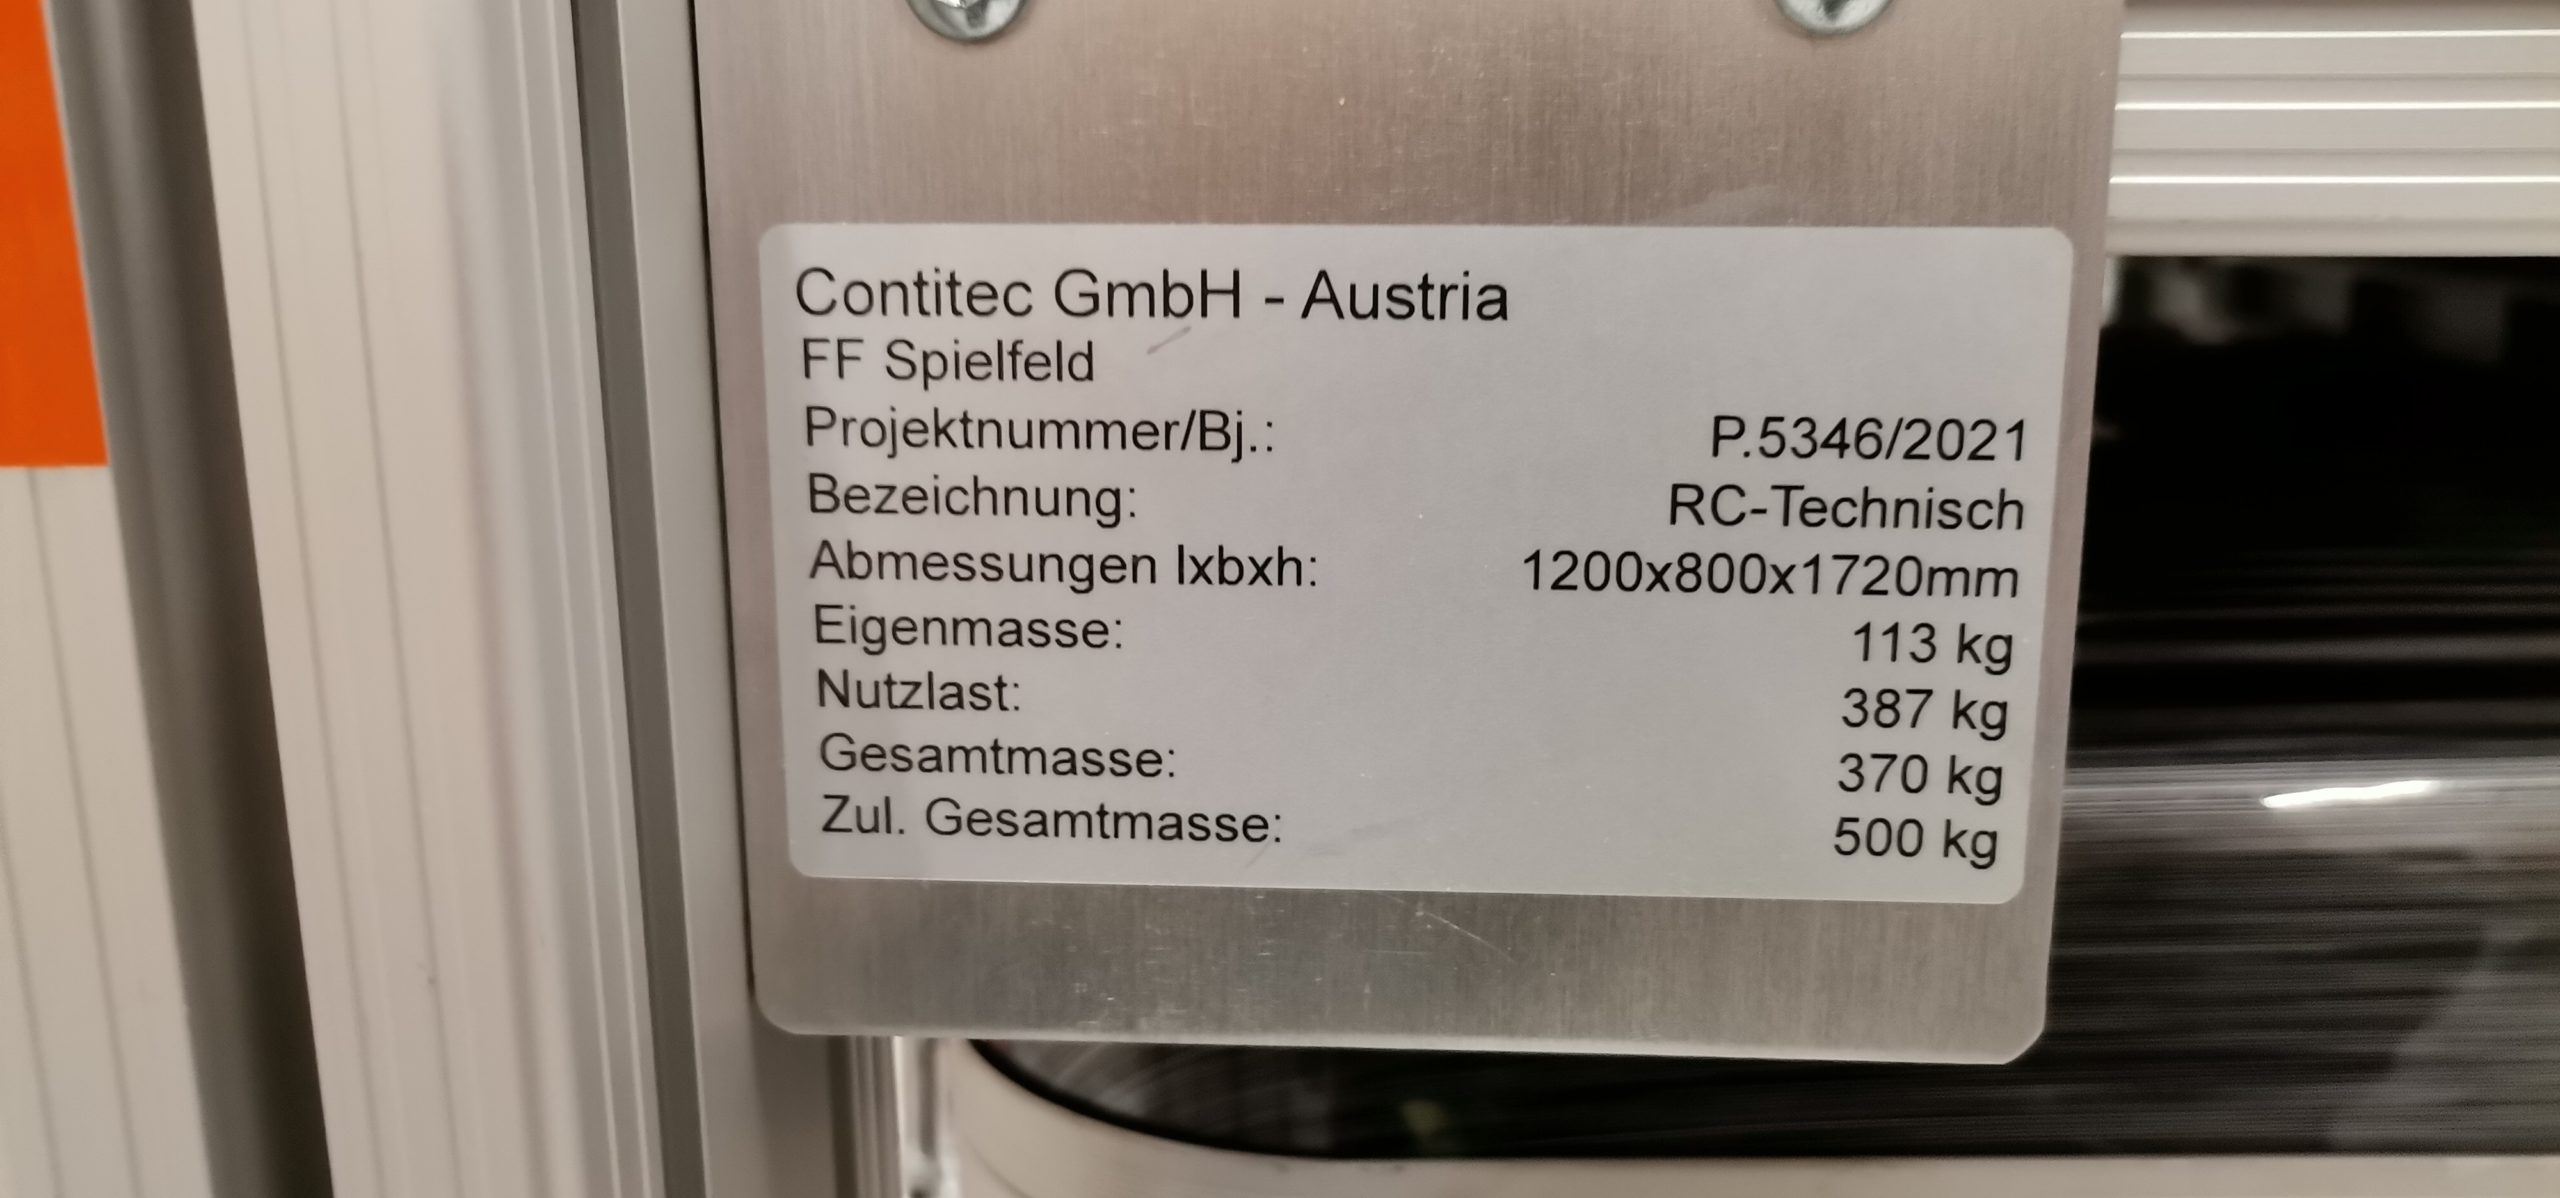 Contitec GmbH - Austria
FF Spielfeld
Projektnummer/Bj.: P.5346/2021
Bezeichnung: RC-Technisch
Abmessungen lxbxh: 1200x800x1720mm
Eigenmasse: 113 kg
Nutzlast: 387 kg
Gesamtmasse: 370 kg
Zul. Gesamtmasse: 500 kg